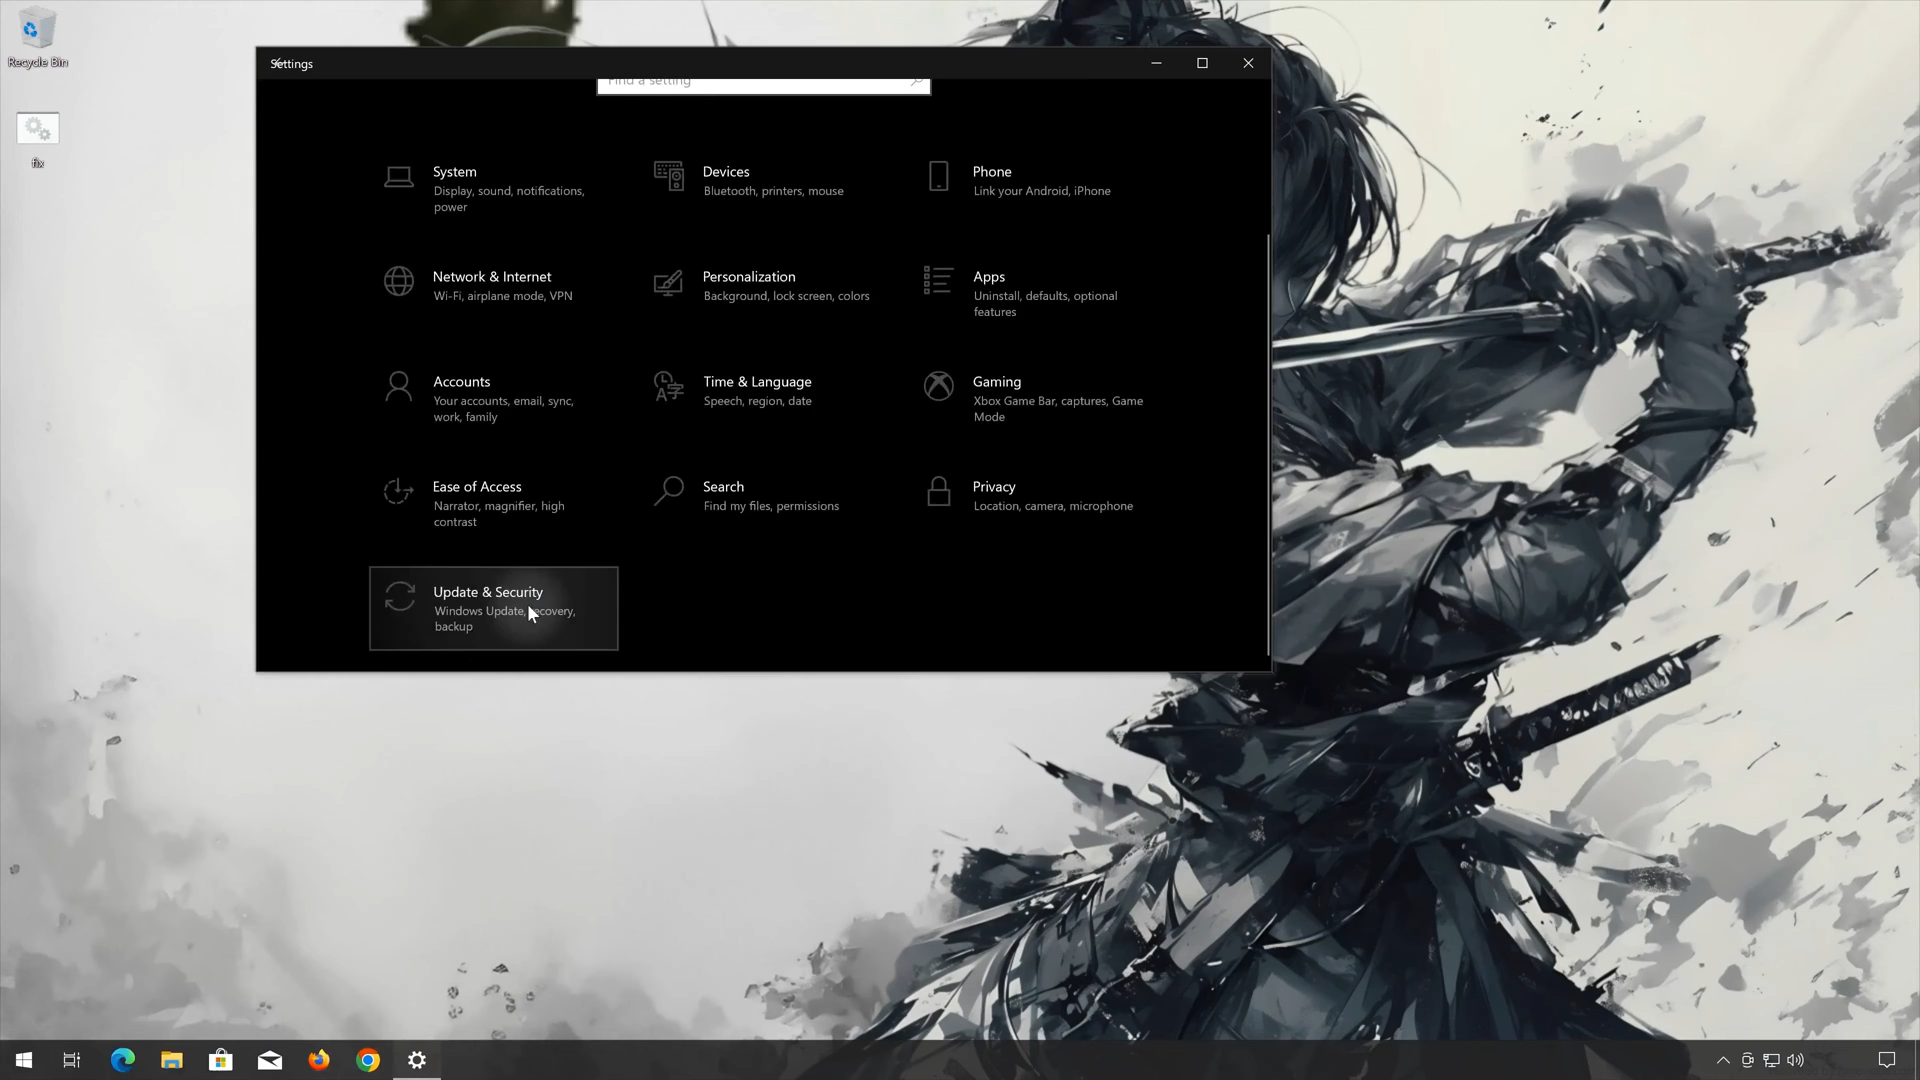 Recycle Bin
fix
Settings
Find a setting
System
Display, sound, notifications,
power
Devices
Bluetooth, printers, mouse
Phone
Link your Android, iPhone
Network & Internet
Wi-Fi, airplane mode, VPN
Personalization
Background, lock screen, colors
Apps
Uninstall, defaults, optional
features
Accounts
Your accounts, email, sync,
work, family
Time & Language
Speech, region, date
Gaming
Xbox Game Bar, captures, Game
Mode
Ease of Access
Narrator, magnifier, high
contrast
Search
Find my files, permissions
Privacy
Location, camera, microphone
Update & Security
Windows Update, recovery,
backup